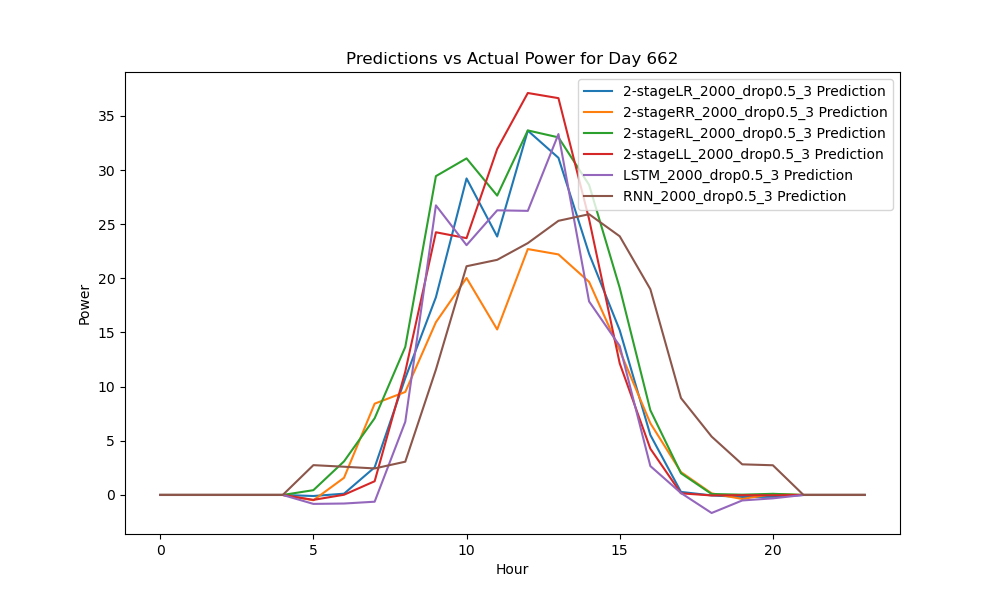 Predictions vs Actual Power for Day 662
2-stageLR_2000_drop0.5_3 Prediction
2-stageRR_2000_drop0.5_3 Prediction
2-stageRL_2000_drop0.5_3 Prediction
2-stageLL_2000_drop0.5_3 Prediction
LSTM_2000_drop0.5_3 Prediction
RNN_2000_drop0.5_3 Prediction
35
30
25
20
15
10
5
0
Power
0 5 10 15 20
Hour